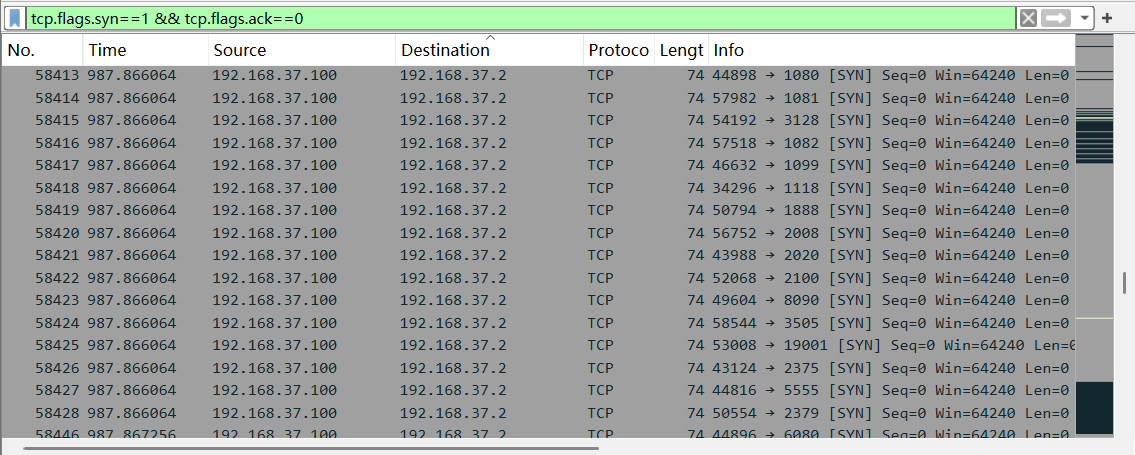 tcp.flags.syn==1 && tcp.flags.ack==0
No. Time Source Destination Protoco Lengt Info
58413 987.866064 192.168.37.100 192.168.37.2 TCP 74 44898 → 1080 [SYN] Seq=0 Win=64240 Len=0
58414 987.866064 192.168.37.100 192.168.37.2 TCP 74 57982 → 1081 [SYN] Seq=0 Win=64240 Len=0
58415 987.866064 192.168.37.100 192.168.37.2 TCP 74 54192 → 3128 [SYN] Seq=0 Win=64240 Len=0
58416 987.866064 192.168.37.100 192.168.37.2 TCP 74 57518 → 1082 [SYN] Seq=0 Win=64240 Len=0
58417 987.866064 192.168.37.100 192.168.37.2 TCP 74 46632 → 1099 [SYN] Seq=0 Win=64240 Len=0
58418 987.866064 192.168.37.100 192.168.37.2 TCP 74 34296 → 1118 [SYN] Seq=0 Win=64240 Len=0
58419 987.866064 192.168.37.100 192.168.37.2 TCP 74 50794 → 1888 [SYN] Seq=0 Win=64240 Len=0
58420 987.866064 192.168.37.100 192.168.37.2 TCP 74 56752 → 2008 [SYN] Seq=0 Win=64240 Len=0
58421 987.866064 192.168.37.100 192.168.37.2 TCP 74 43988 → 2020 [SYN] Seq=0 Win=64240 Len=0
58422 987.866064 192.168.37.100 192.168.37.2 TCP 74 52068 → 2100 [SYN] Seq=0 Win=64240 Len=0
58423 987.866064 192.168.37.100 192.168.37.2 TCP 74 49604 → 8090 [SYN] Seq=0 Win=64240 Len=0
58424 987.866064 192.168.37.100 192.168.37.2 TCP 74 58544 → 3505 [SYN] Seq=0 Win=64240 Len=0
58425 987.866064 192.168.37.100 192.168.37.2 TCP 74 53008 → 19001 [SYN] Seq=0 Win=64240 Len=0
58426 987.866064 192.168.37.100 192.168.37.2 TCP 74 43124 → 2375 [SYN] Seq=0 Win=64240 Len=0
58427 987.866064 192.168.37.100 192.168.37.2 TCP 74 44816 → 5555 [SYN] Seq=0 Win=64240 Len=0
58428 987.866064 192.168.37.100 192.168.37.2 TCP 74 50554 → 2379 [SYN] Seq=0 Win=64240 Len=0
58446 987.867256 192.168.37.100 192.168.37.2 TCP 74 44896 → 6080 [SYN] Seq=0 Win=64240 Len=0